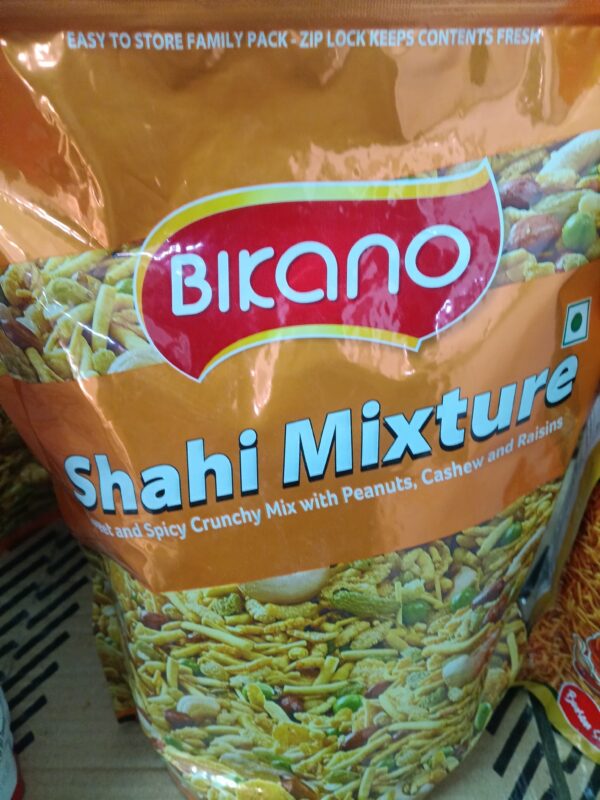 EASY TO STORE FAMILY PACK - ZIP LOCK KEEPS CONTENTS FRESH
BIKANO
Shahi Mixture
and Spicy Crunchy Mix with Peanuts, Cashew and Raisins